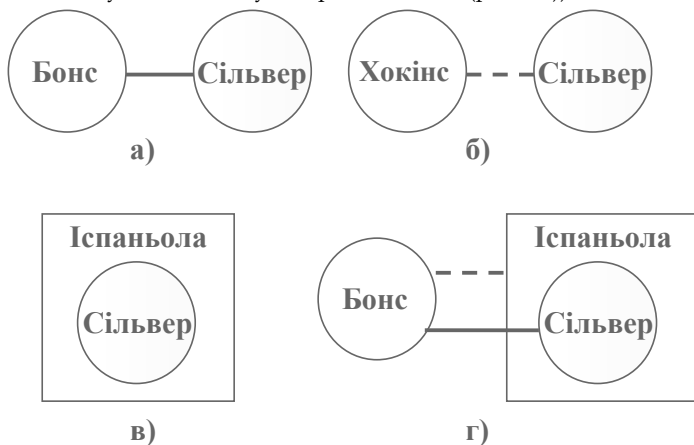 Бонс Сільвер Хокінс Сільвер
а) б)
Іспаньола Іспаньола
Бонс
Сільвер Сільвер
в) г)